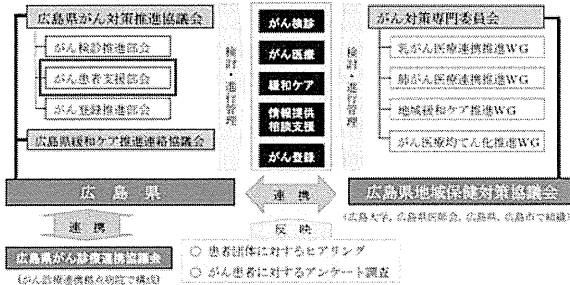 広島県がん対策推進協議会
がん検診推進部会
がん患者支援部会
がん登録推進部会
広島県緩和ケア推進連絡協議会
検討・進行管理
がん検診
がん医療
緩和ケア
情報提供
相談支援
がん登録
検討・進行管理
がん対策専門委員会
乳がん医療連携推進WG
肺がん医療連携推進WG
地域緩和ケア推進WG
がん医療均てん化推進WG
広島県
連携
広島県地域保健対策協議会
(広島大学、広島県医師会、広島県、広島市で組織)
連携
反映
広島県がん診療連携協議会
(がん診療連携拠点病院で構成)
○ 患者団体に対するヒアリング
○ がん患者に対するアンケート調査